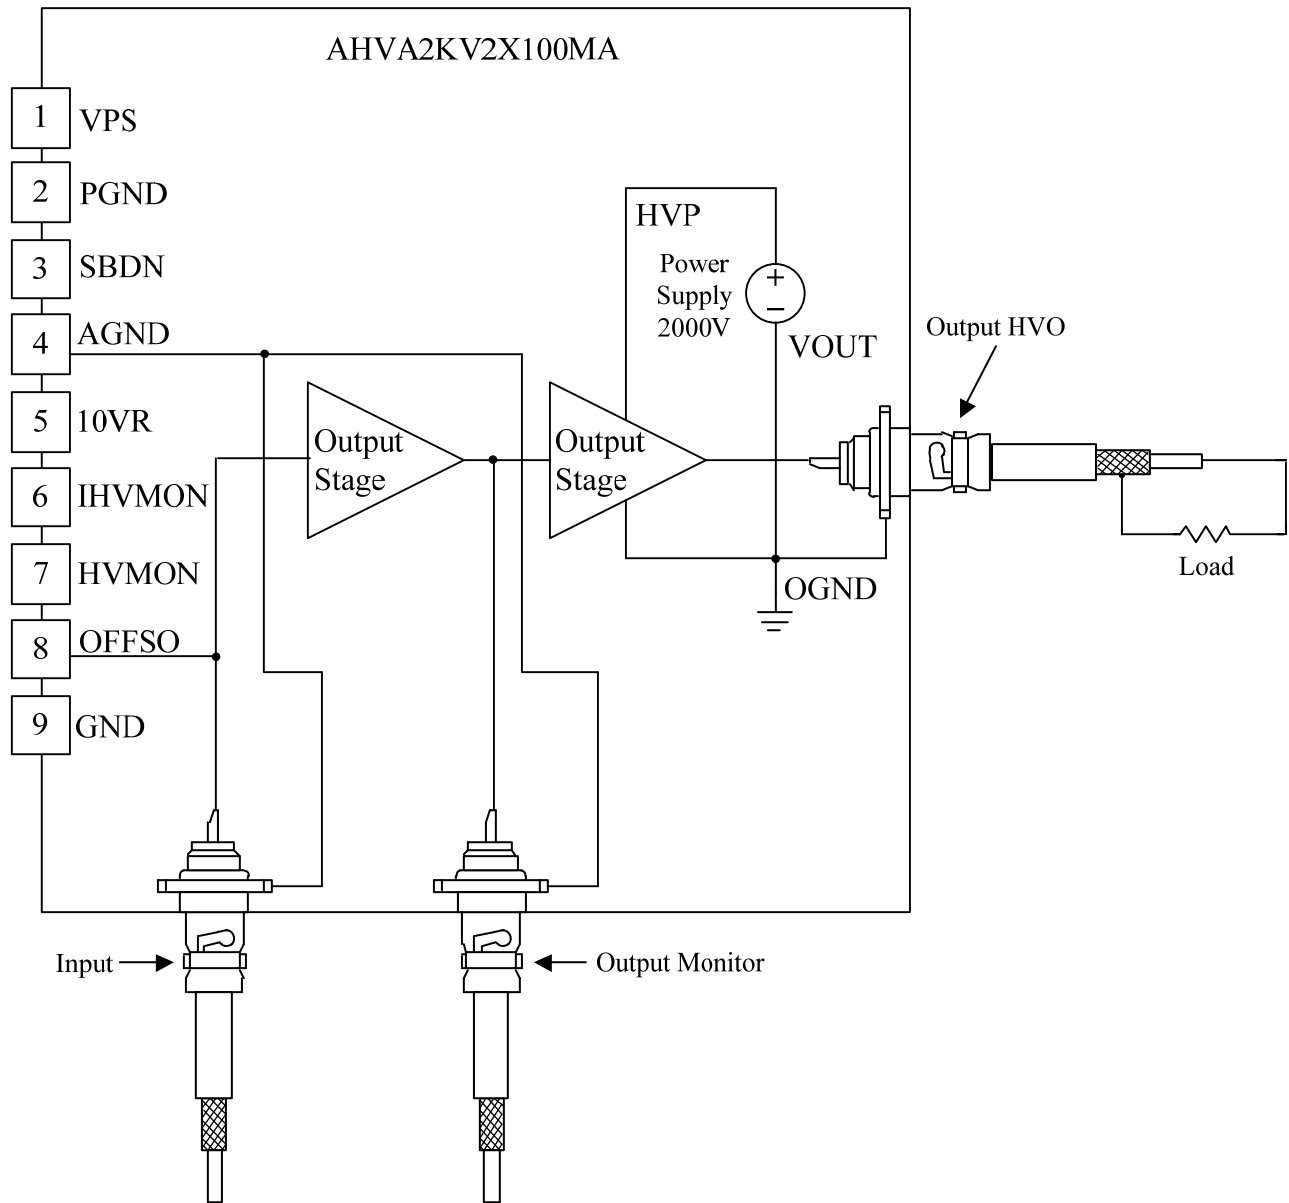 AHVA2KV2X100MA
1 VPS
2 PGND
3 SBDN
4 AGND
5 10VR
6 IHVMON
7 HVMON
8 OFFSO
9 GND
HVP
Power
Supply
2000V
+
−
VOUT
Output HVO
Output
Stage
Output
Stage
Load
OGND
Input
Output Monitor